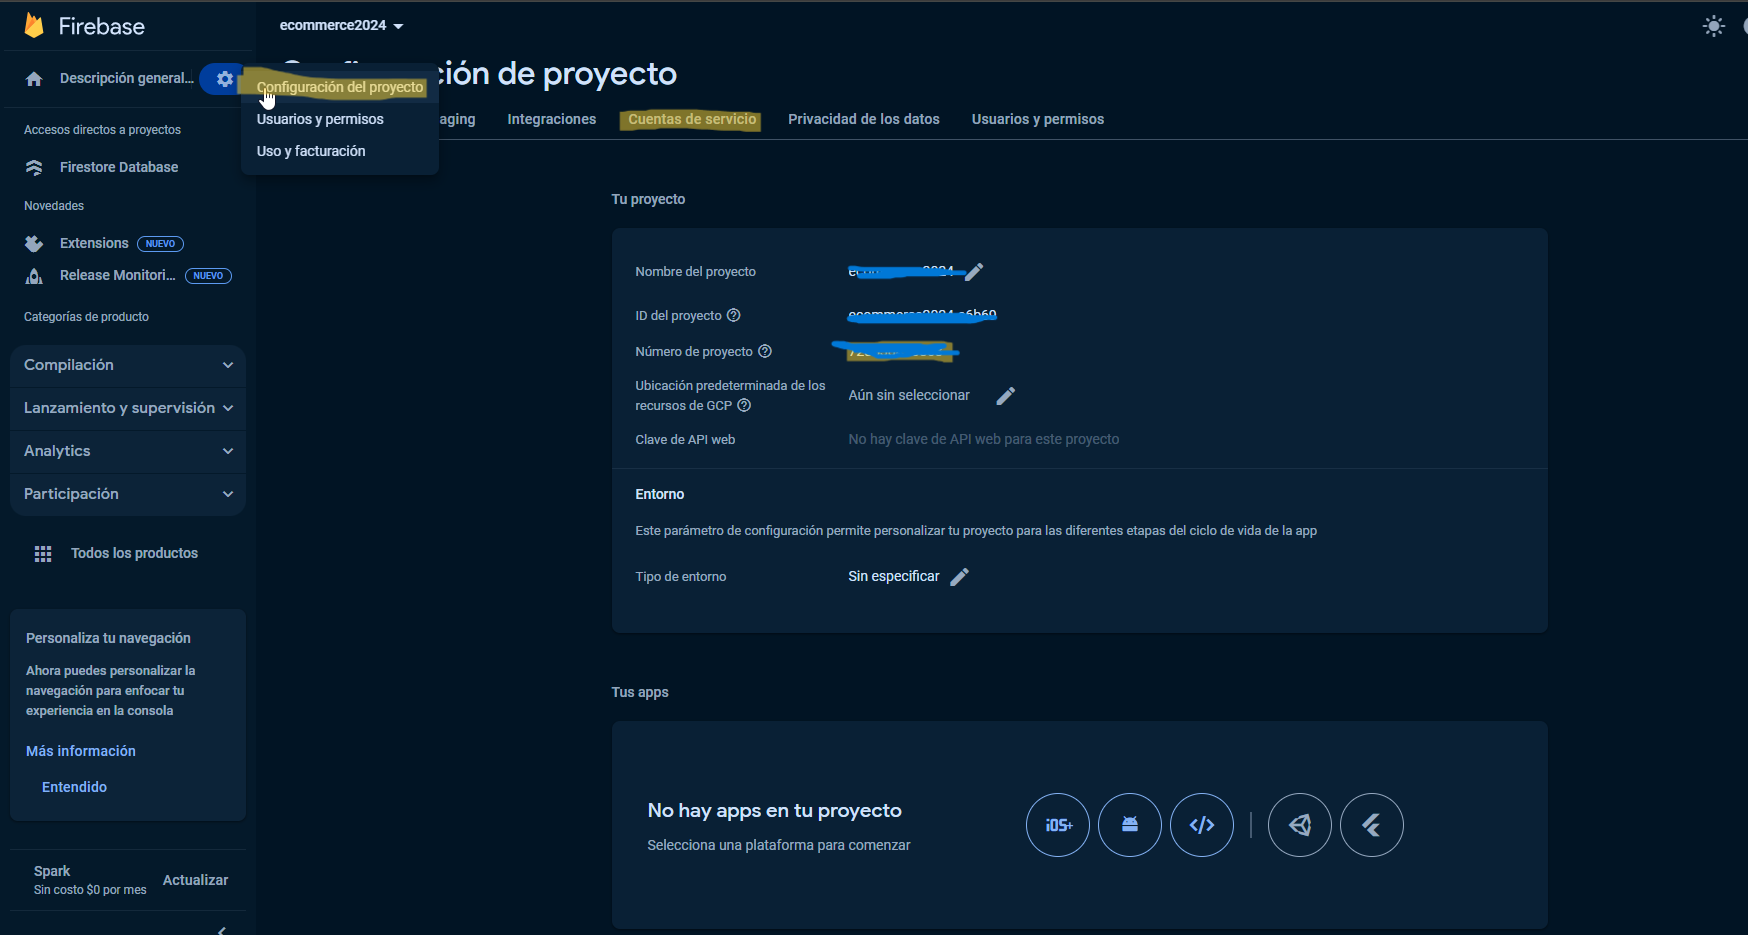 Firebase
ecommerce2024
Descripción general...
Configuración del proyecto
Usuarios y permisos
Uso y facturación
ión de proyecto
aging
Integraciones
Cuentas de servicio
Privacidad de los datos
Usuarios y permisos
Accesos directos a proyectos
Firestore Database
Novedades
Extensions NUEVO
Release Monitori... NUEVO
Categorías de producto
Compilación
Lanzamiento y supervisión
Analytics
Participación
Todos los productos
Personaliza tu navegación
Ahora puedes personalizar la
navegación para enfocar tu
experiencia en la consola
Más información
Entendido
Spark
Sin costo $0 por mes
Actualizar
Tu proyecto
Nombre del proyecto
ID del proyecto
Número de proyecto
Ubicación predeterminada de los
recursos de GCP
Aún sin seleccionar
Clave de API web
No hay clave de API web para este proyecto
Entorno
Este parámetro de configuración permite personalizar tu proyecto para las diferentes etapas del ciclo de vida de la app
Tipo de entorno
Sin especificar
Tus apps
No hay apps en tu proyecto
Selecciona una plataforma para comenzar
iOS+